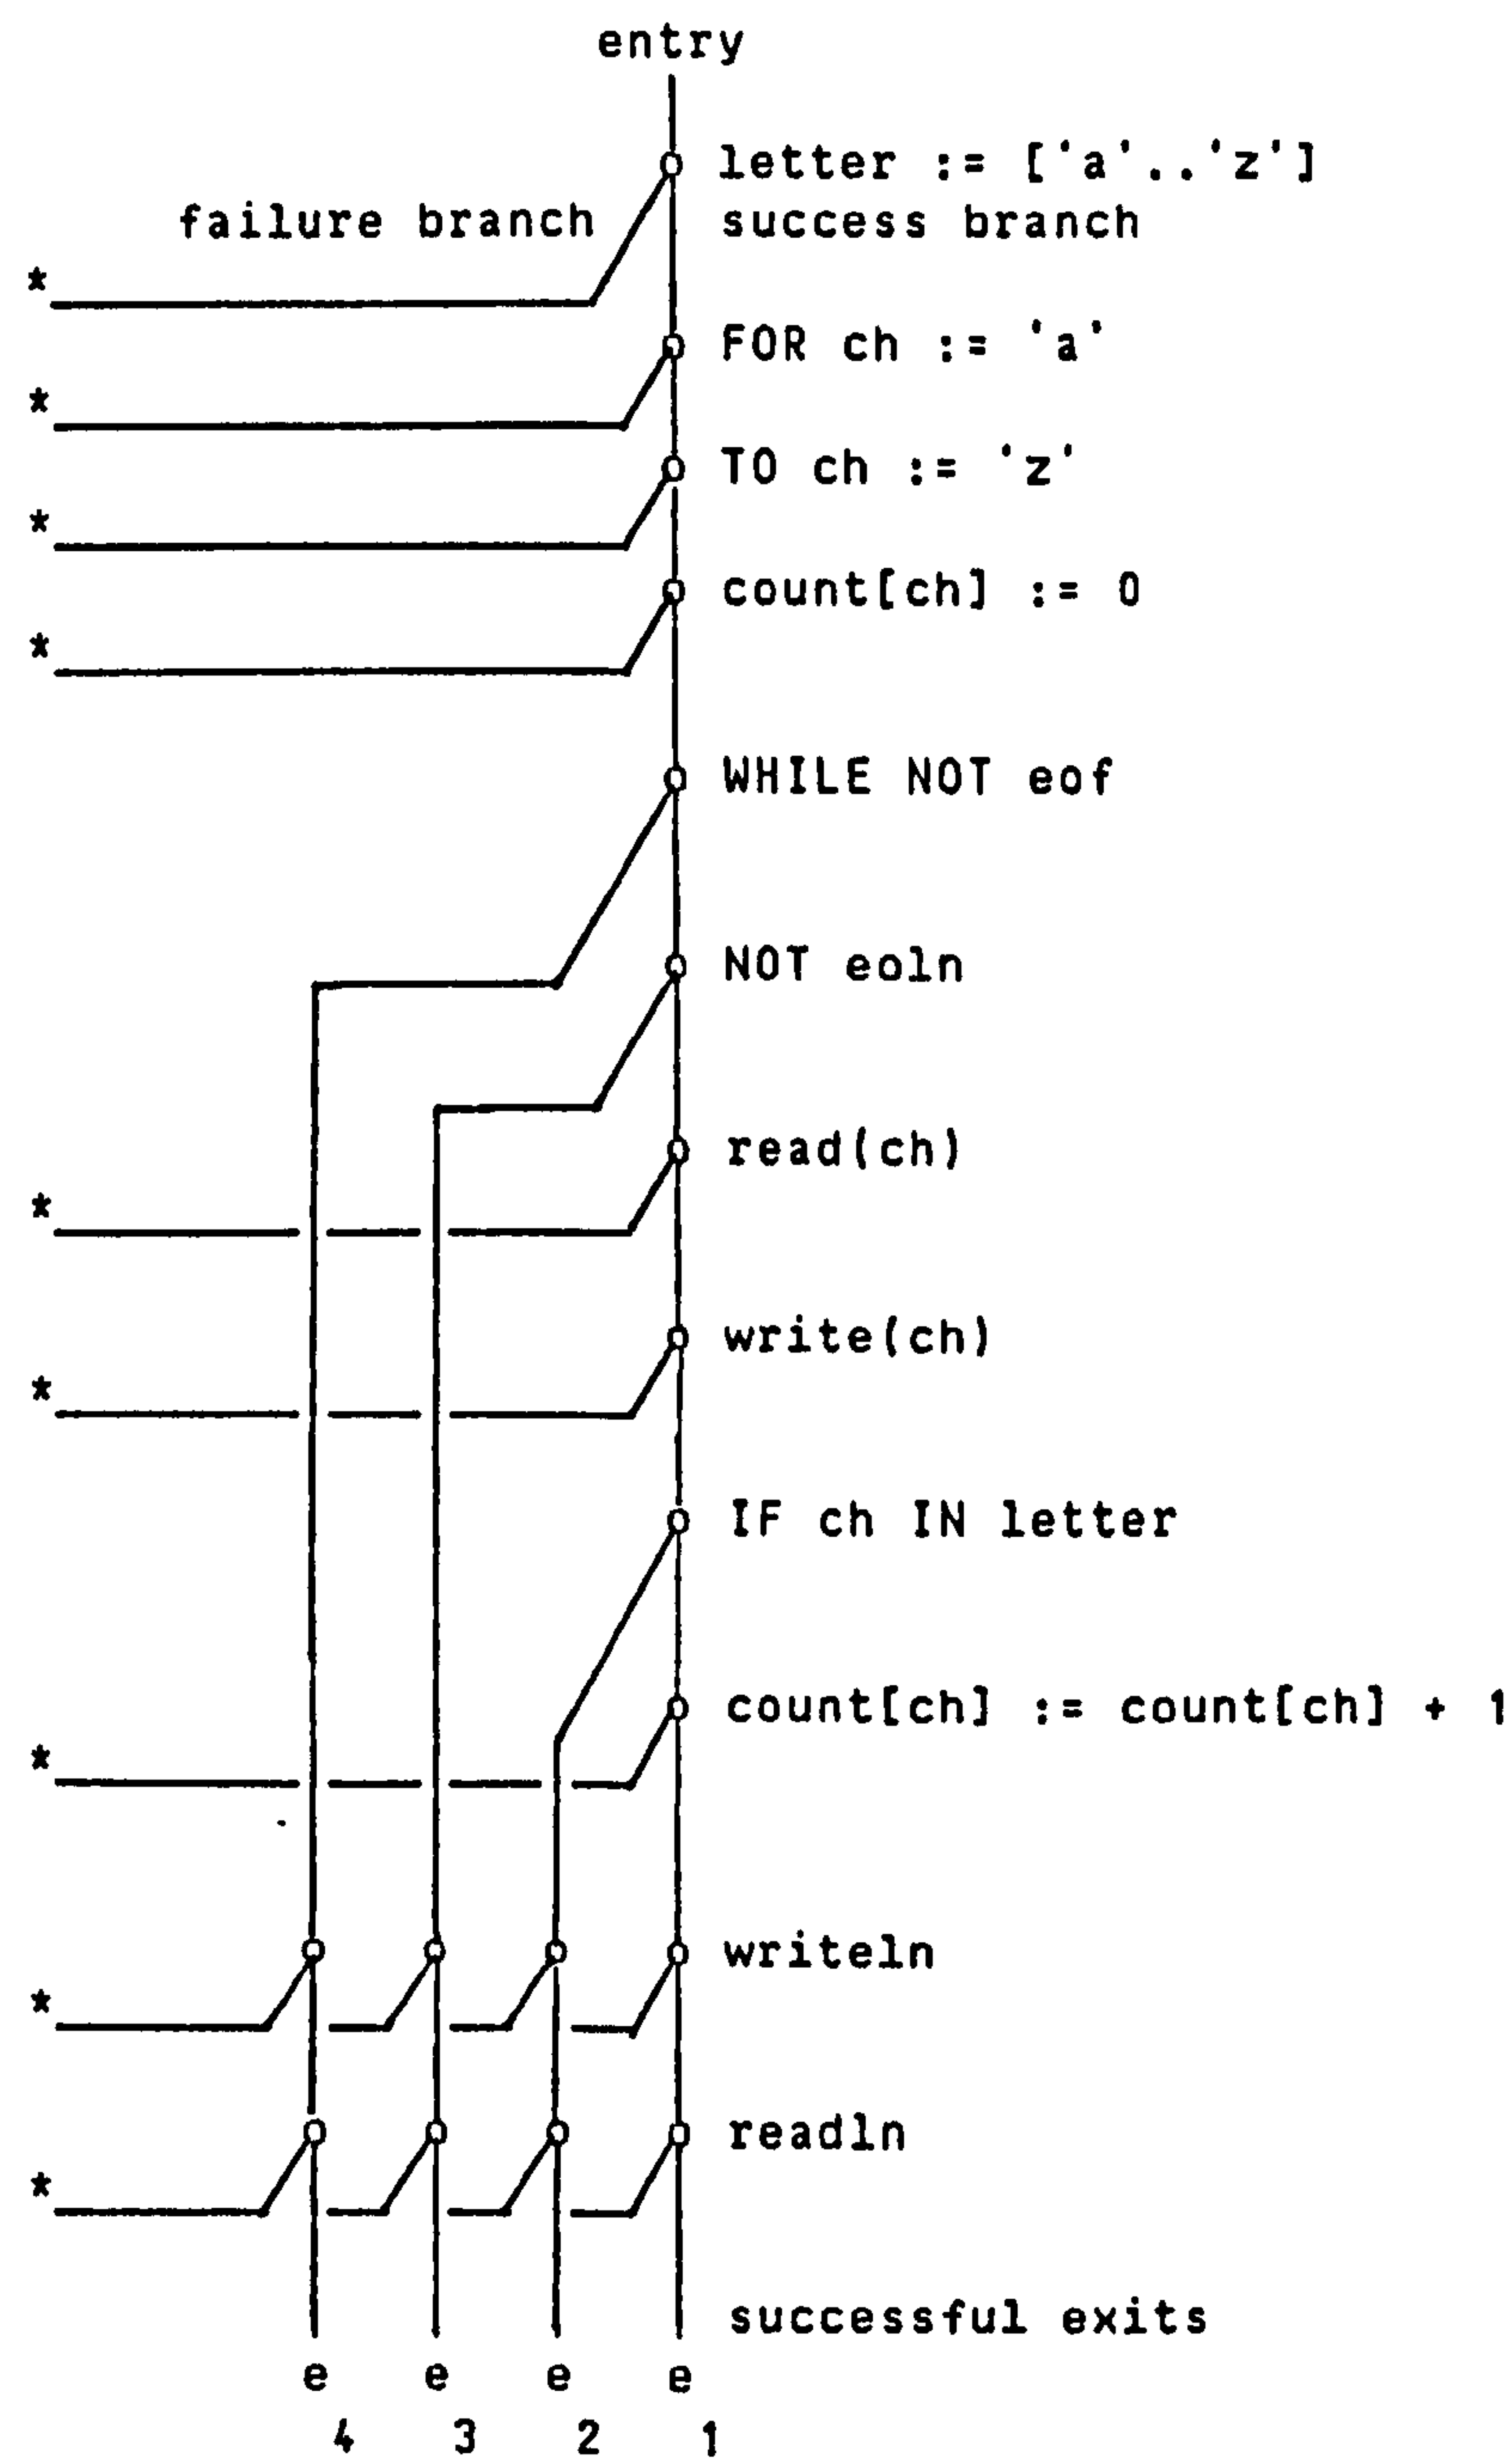 entry
letter := ['a'..'z']
failure branch success branch
*
FOR ch := 'a'
*
TO ch := 'z'
*
count[ch] := 0
*
WHILE NOT eof
NOT eoln
read(ch)
*
write(ch)
*
IF ch IN letter
count[ch] := count[ch] + 1
*
writeln
*
readln
*
successful exits
e e e e
4 3 2 1